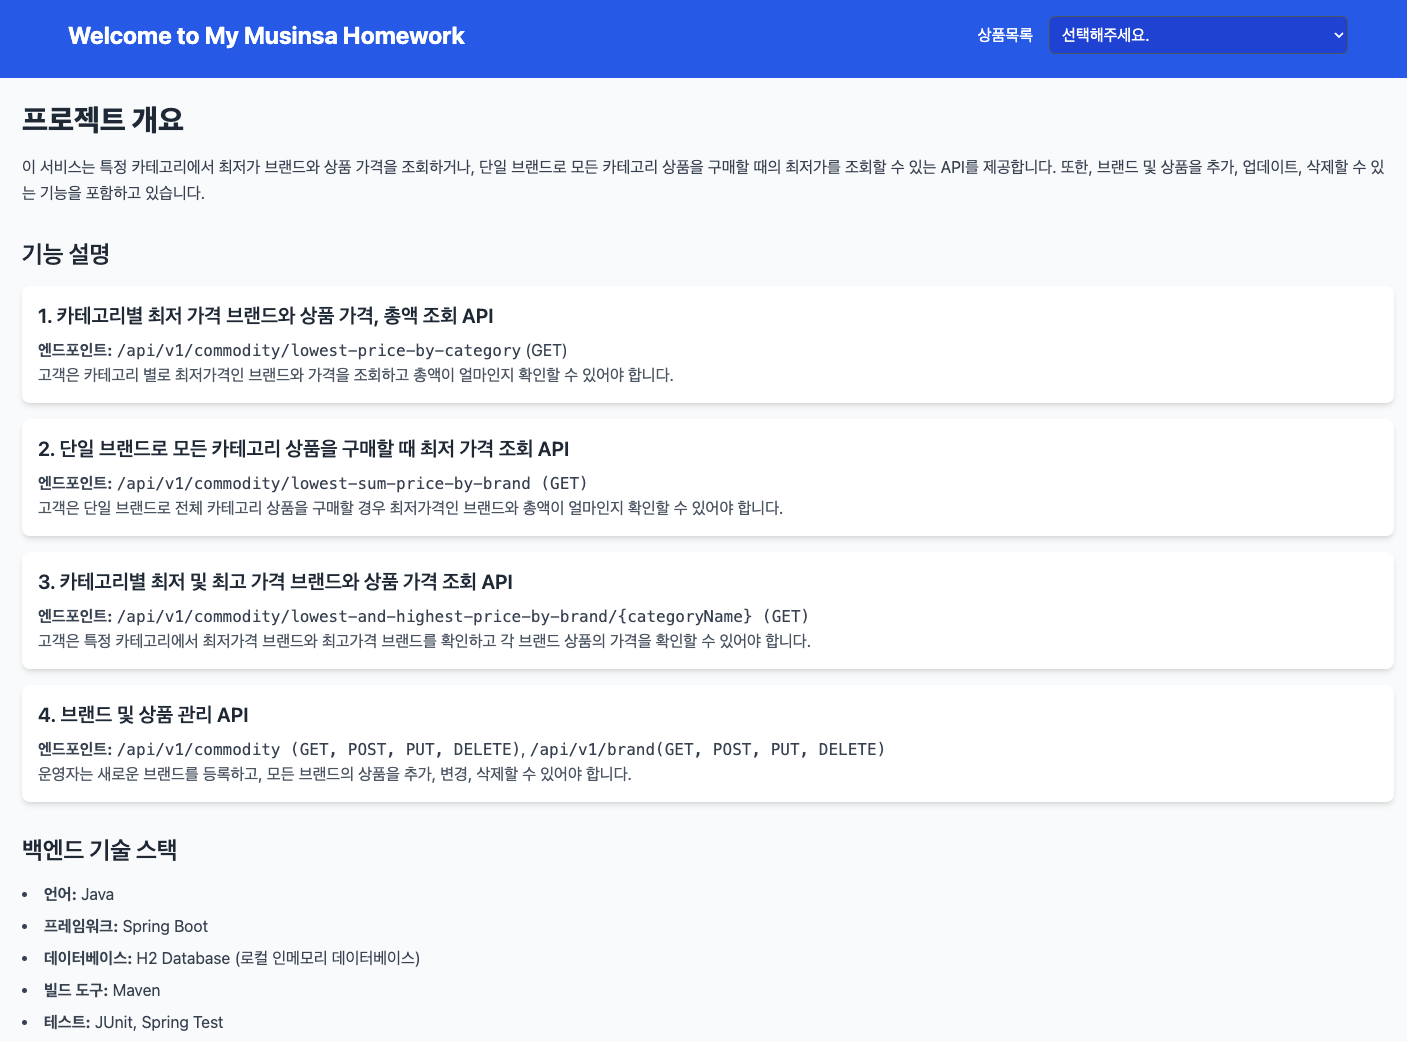 Welcome to My Musinsa Homework
상품목록
선택해주세요.
프로젝트 개요
이 서비스는 특정 카테고리에서 최저가 브랜드와 상품 가격을 조회하거나, 단일 브랜드로 모든 카테고리 상품을 구매할 때의 최저가를 조회할 수 있는 API를 제공합니다. 또한, 브랜드 및 상품을 추가, 업데이트, 삭제할 수 있
는 기능을 포함하고 있습니다.
기능 설명
1. 카테고리별 최저 가격 브랜드와 상품 가격, 총액 조회 API
엔드포인트: /api/v1/commodity/lowest-price-by-category (GET)
고객은 카테고리 별로 최저가격인 브랜드와 가격을 조회하고 총액이 얼마인지 확인할 수 있어야 합니다.
2. 단일 브랜드로 모든 카테고리 상품을 구매할 때 최저 가격 조회 API
엔드포인트: /api/v1/commodity/lowest-sum-price-by-brand (GET)
고객은 단일 브랜드로 전체 카테고리 상품을 구매할 경우 최저가격인 브랜드와 총액이 얼마인지 확인할 수 있어야 합니다.
3. 카테고리별 최저 및 최고 가격 브랜드와 상품 가격 조회 API
엔드포인트: /api/v1/commodity/lowest-and-highest-price-by-brand/{categoryName} (GET)
고객은 특정 카테고리에서 최저가격 브랜드와 최고가격 브랜드를 확인하고 각 브랜드 상품의 가격을 확인할 수 있어야 합니다.
4. 브랜드 및 상품 관리 API
엔드포인트: /api/v1/commodity (GET, POST, PUT, DELETE), /api/v1/brand(GET, POST, PUT, DELETE)
운영자는 새로운 브랜드를 등록하고, 모든 브랜드의 상품을 추가, 변경, 삭제할 수 있어야 합니다.
백엔드 기술 스택
• 언어: Java
• 프레임워크: Spring Boot
• 데이터베이스: H2 Database (로컬 인메모리 데이터베이스)
• 빌드 도구: Maven
• 테스트: JUnit, Spring Test